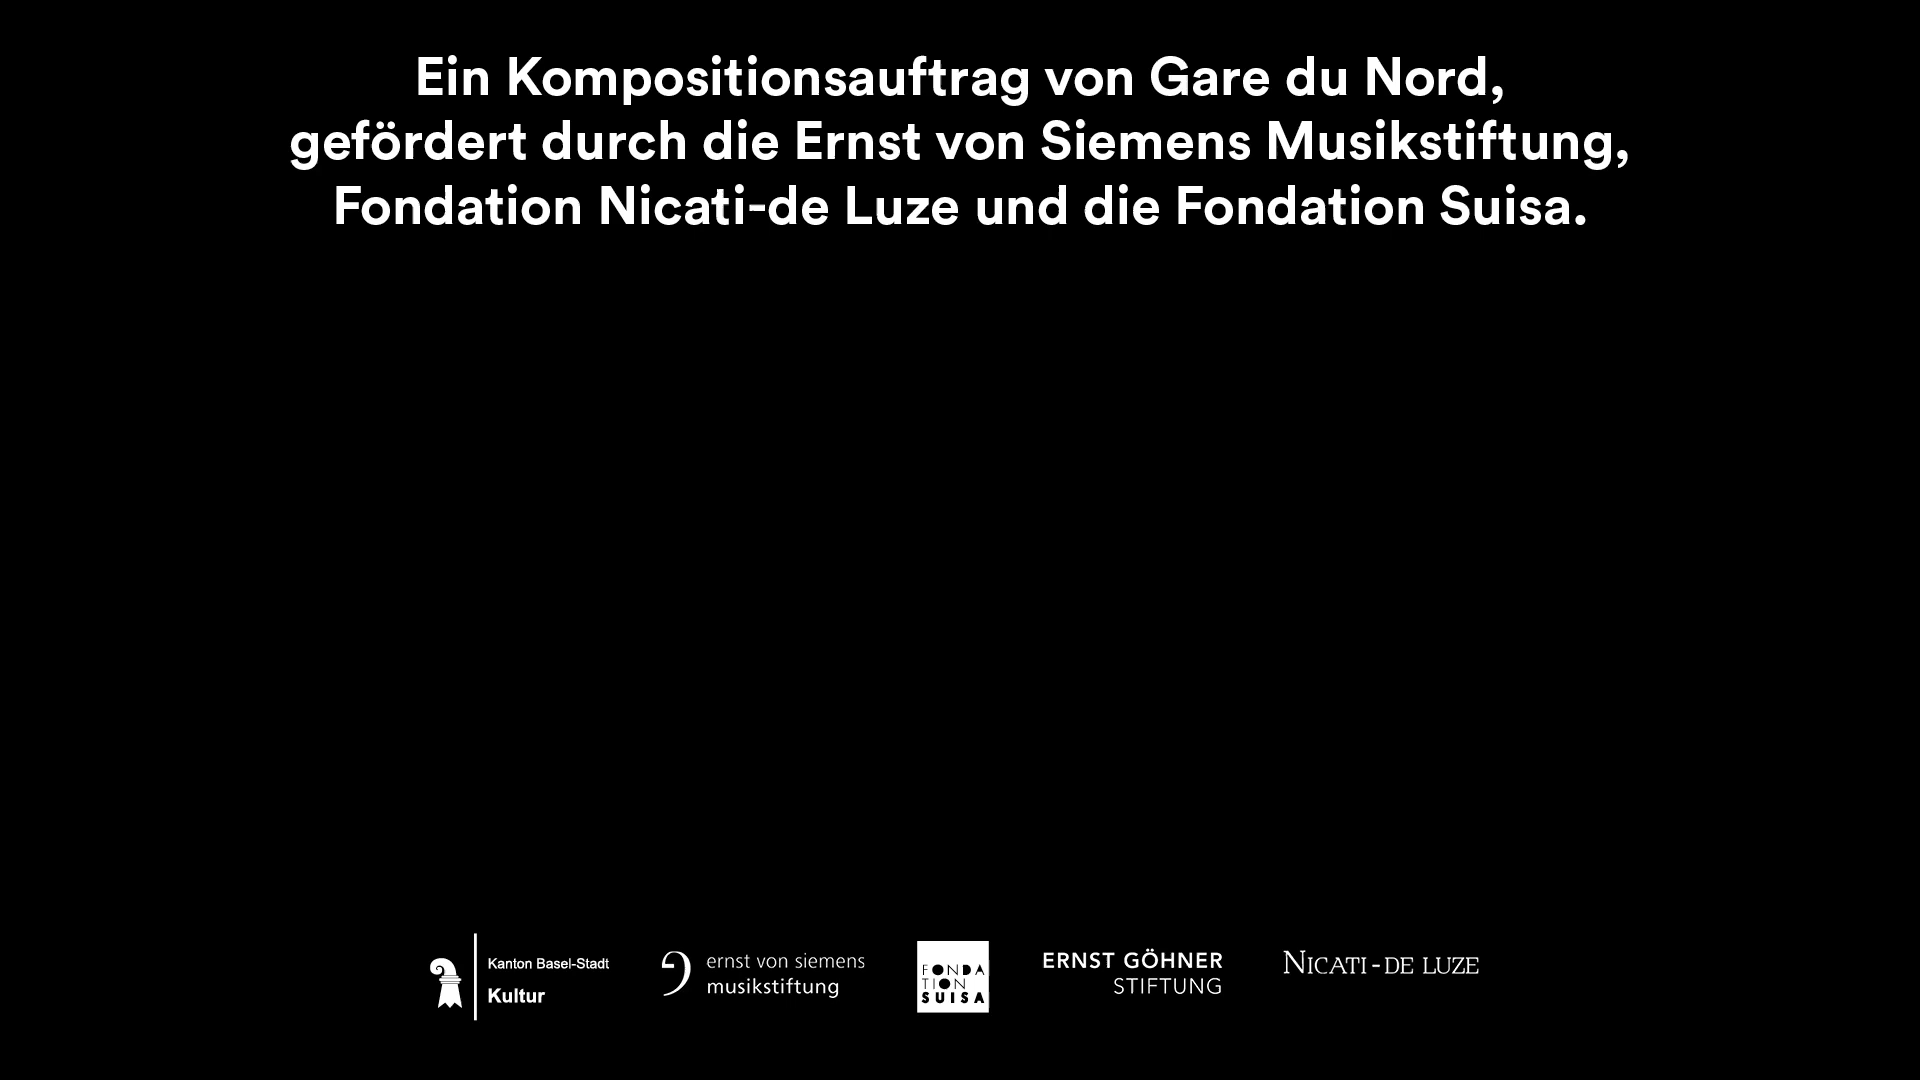 Ein Kompositionsauftrag von Gare du Nord,
gefördert durch die Ernst von Siemens Musikstiftung,
Fondation Nicati-de Luze und die Fondation Suisa.
Kanton Basel-Stadt
Kultur
ernst von siemens
musikstiftung
FONDA
TION
SUISA
ERNST GÖHNER
STIFTUNG
NICATI-DE LUZE